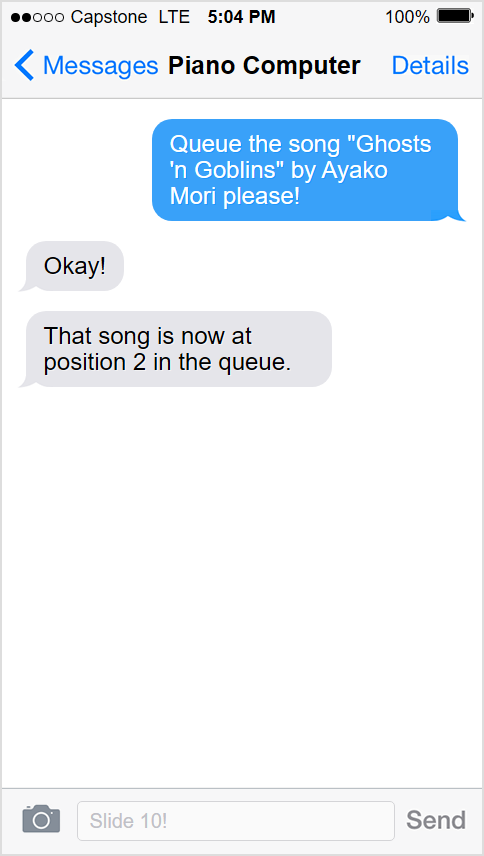 Capstone LTE 5:04 PM 100%
Messages Piano Computer Details
Queue the song "Ghosts
'n Goblins" by Ayako
Mori please!
Okay!
That song is now at
position 2 in the queue.
Slide 10! Send